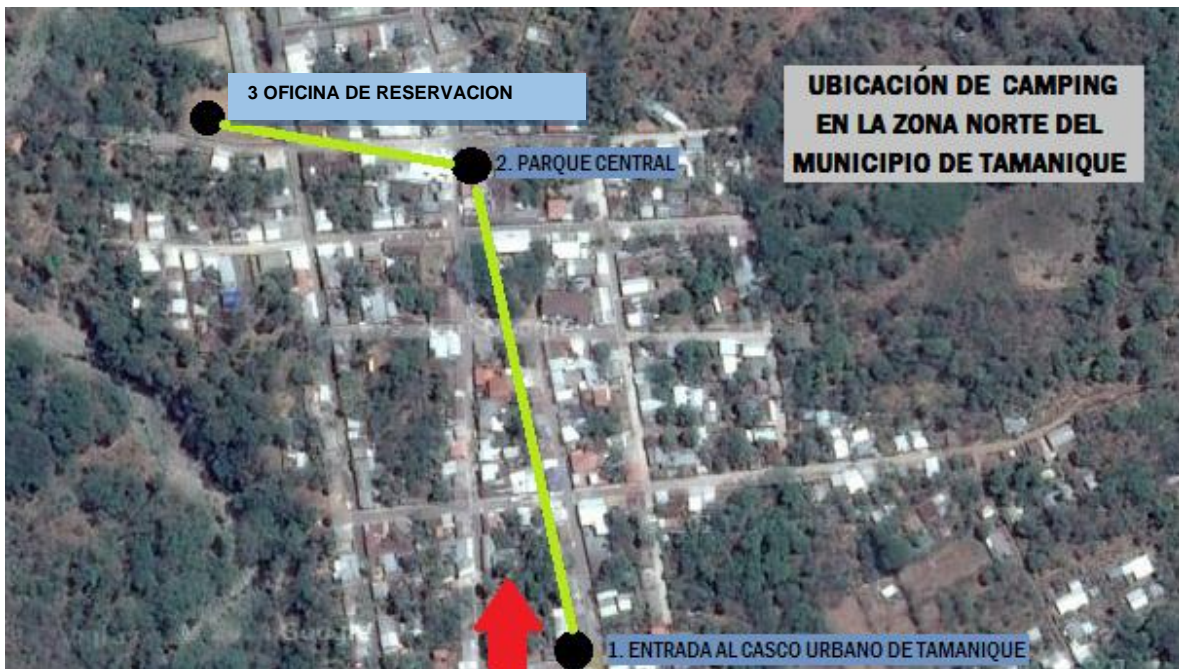 3 OFICINA DE RESERVACION
UBICACIÓN DE CAMPING
EN LA ZONA NORTE DEL
MUNICIPIO DE TAMANIQUE
2. PARQUE CENTRAL
Google
1. ENTRADA AL CASCO URBANO DE TAMANIQUE